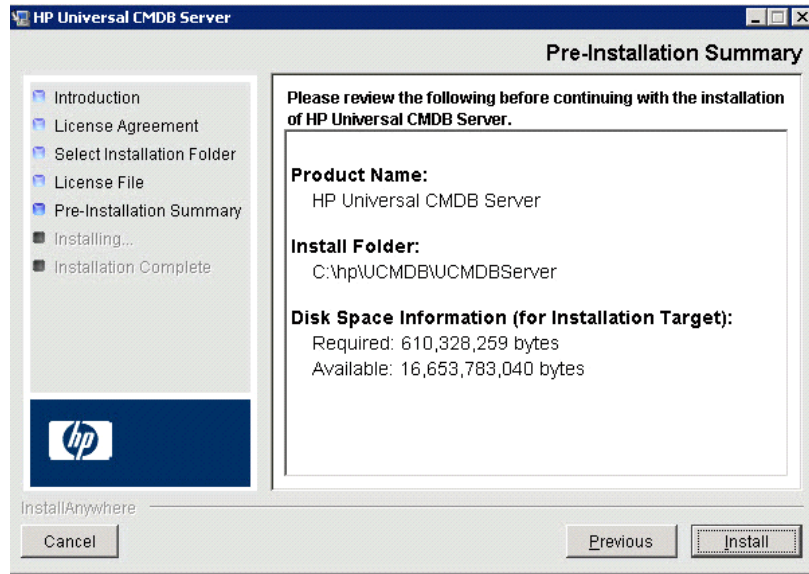 HP Universal CMDB Server
Pre-Installation Summary
Introduction
License Agreement
Select Installation Folder
License File
Pre-Installation Summary
Installing...
Installation Complete
Please review the following before continuing with the installation
of HP Universal CMDB Server.
Product Name:
HP Universal CMDB Server
Install Folder:
C:\hp\UCMDB\UCMDBServer
Disk Space Information (for Installation Target):
Required: 610,328,259 bytes
Available: 16,653,783,040 bytes
hp
InstallAnywhere
Cancel
Previous
Install